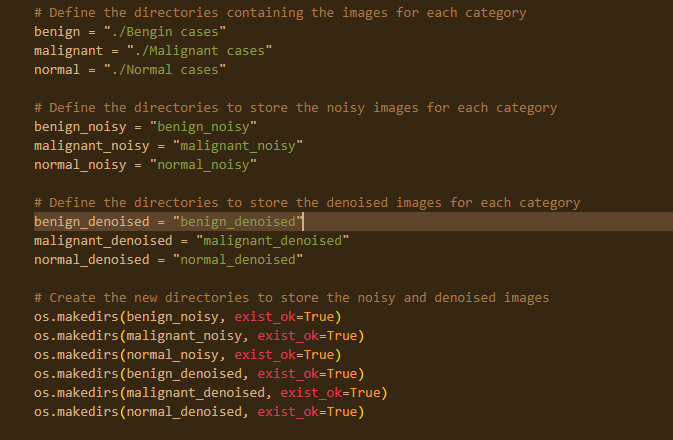 # Define the directories containing the images for each category
benign = "./Bengin cases"
malignant = "./Malignant cases"
normal = "./Normal cases"
# Define the directories to store the noisy images for each category
benign_noisy = "benign_noisy"
malignant_noisy = "malignant_noisy"
normal_noisy = "normal_noisy"
# Define the directories to store the denoised images for each category
benign_denoised = "benign_denoised"
malignant_denoised = "malignant_denoised"
normal_denoised = "normal_denoised"
# Create the new directories to store the noisy and denoised images
os.makedirs(benign_noisy, exist_ok=True)
os.makedirs(malignant_noisy, exist_ok=True)
os.makedirs(normal_noisy, exist_ok=True)
os.makedirs(benign_denoised, exist_ok=True)
os.makedirs(malignant_denoised, exist_ok=True)
os.makedirs(normal_denoised, exist_ok=True)